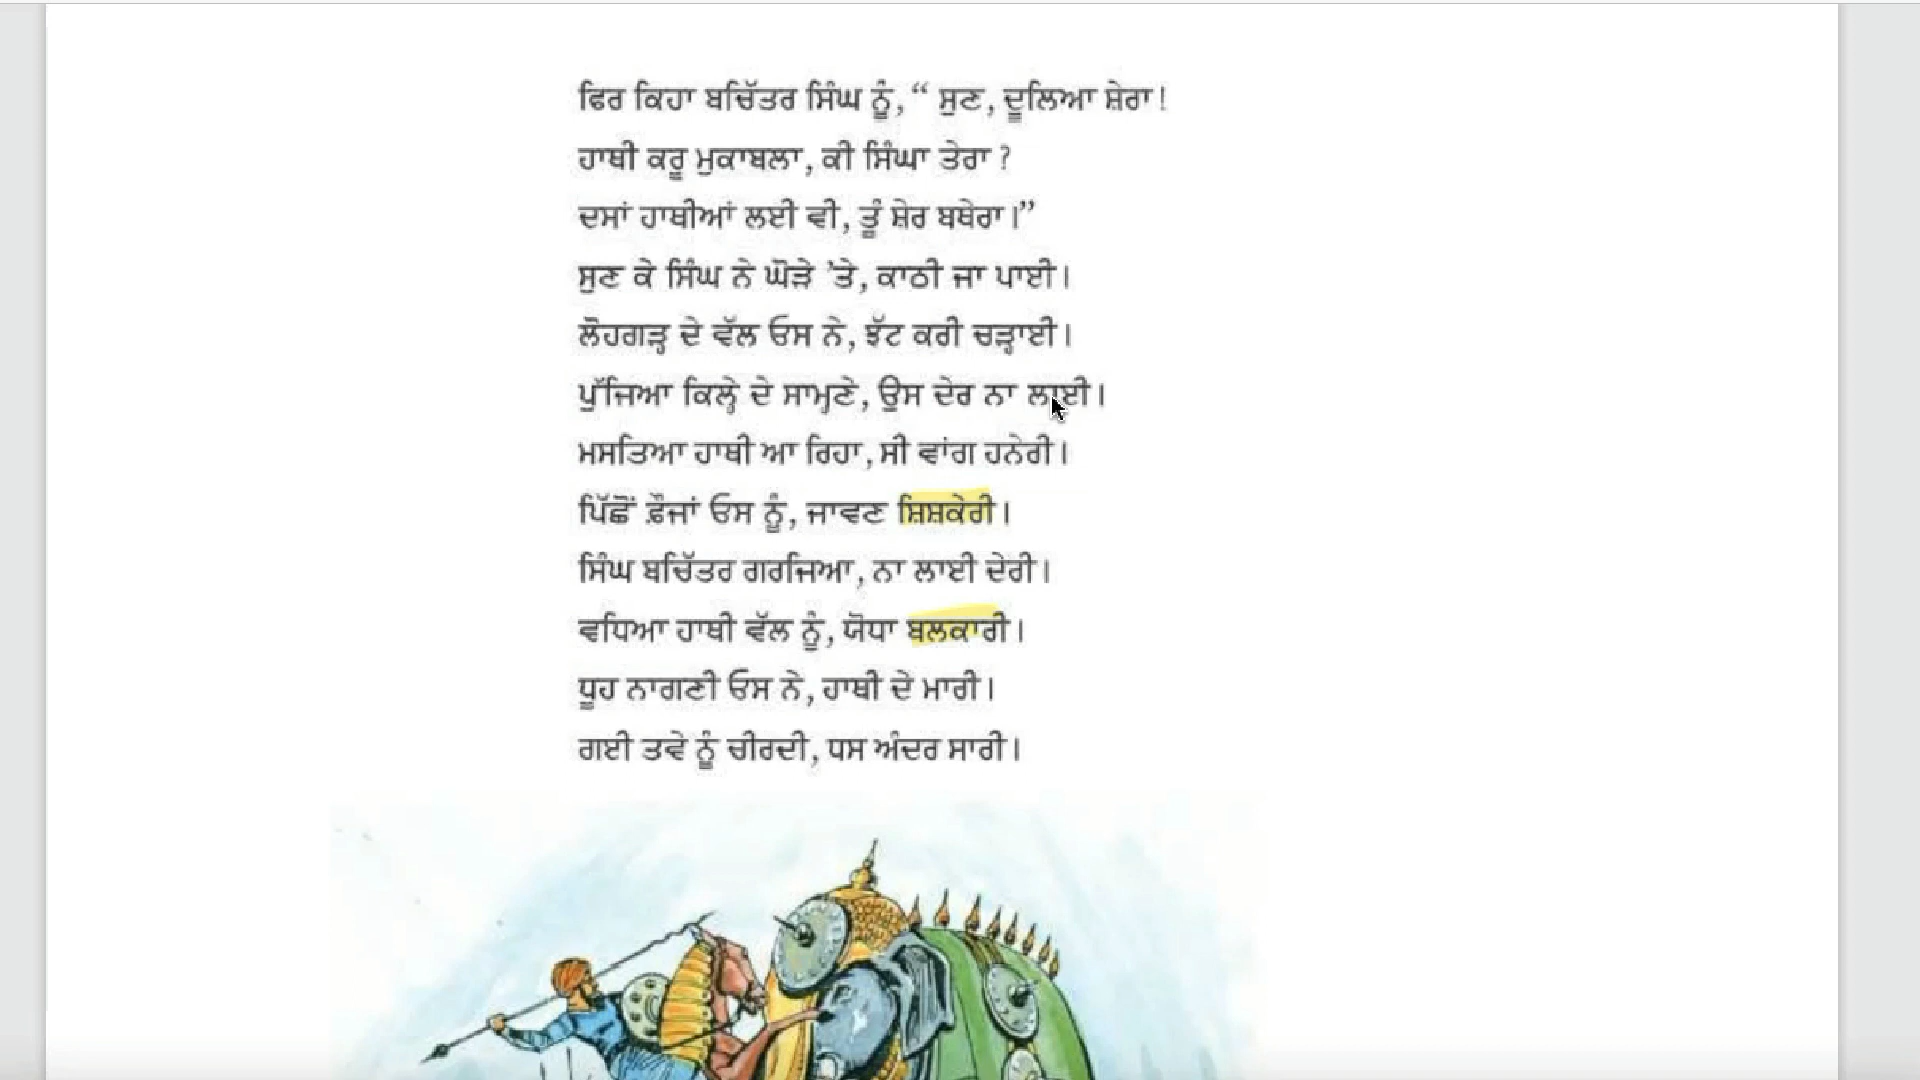 ਫਿਰ ਕਿਹਾ ਬਚਿੱਤਰ ਸਿੰਘ ਨੂੰ, “ ਸੁਣ, ਦੂਲਿਆ ਸ਼ੇਰਾ !
ਹਾਥੀ ਕਰੂ ਮੁਕਾਬਲਾ, ਕੀ ਸਿੰਘਾ ਤੇਰਾ ?
ਦਸਾਂ ਹਾਥੀਆਂ ਲਈ ਵੀ, ਤੂੰ ਸ਼ੇਰ ਬਥੇਰਾ।”
ਸੁਣ ਕੇ ਸਿੰਘ ਨੇ ਘੋੜੇ ’ਤੇ, ਕਾਠੀ ਜਾ ਪਾਈ।
ਲੋਹਗੜ੍ਹ ਦੇ ਵੱਲ ਓਸ ਨੇ, ਝੱਟ ਕਰੀ ਚੜ੍ਹਾਈ।
ਪੁੱਜਿਆ ਕਿਲ੍ਹੇ ਦੇ ਸਾਮ੍ਹਣੇ, ਉਸ ਦੇਰ ਨਾ ਲਾਈ।
ਮਸਤਿਆ ਹਾਥੀ ਆ ਰਿਹਾ, ਸੀ ਵਾਂਗ ਹਨੇਰੀ।
ਪਿੱਛੋਂ ਫ਼ੌਜਾਂ ਓਸ ਨੂੰ, ਜਾਵਣ ਸ਼ਿਸ਼ਕੇਰੀ।
ਸਿੰਘ ਬਚਿੱਤਰ ਗਰਜਿਆ, ਨਾ ਲਾਈ ਦੇਰੀ।
ਵਧਿਆ ਹਾਥੀ ਵੱਲ ਨੂੰ, ਯੋਧਾ ਬਲਕਾਰੀ।
ਧੂਹ ਨਾਗਣੀ ਓਸ ਨੇ, ਹਾਥੀ ਦੇ ਮਾਰੀ।
ਗਈ ਤਵੇ ਨੂੰ ਚੀਰਦੀ, ਧਸ ਅੰਦਰ ਸਾਰੀ।